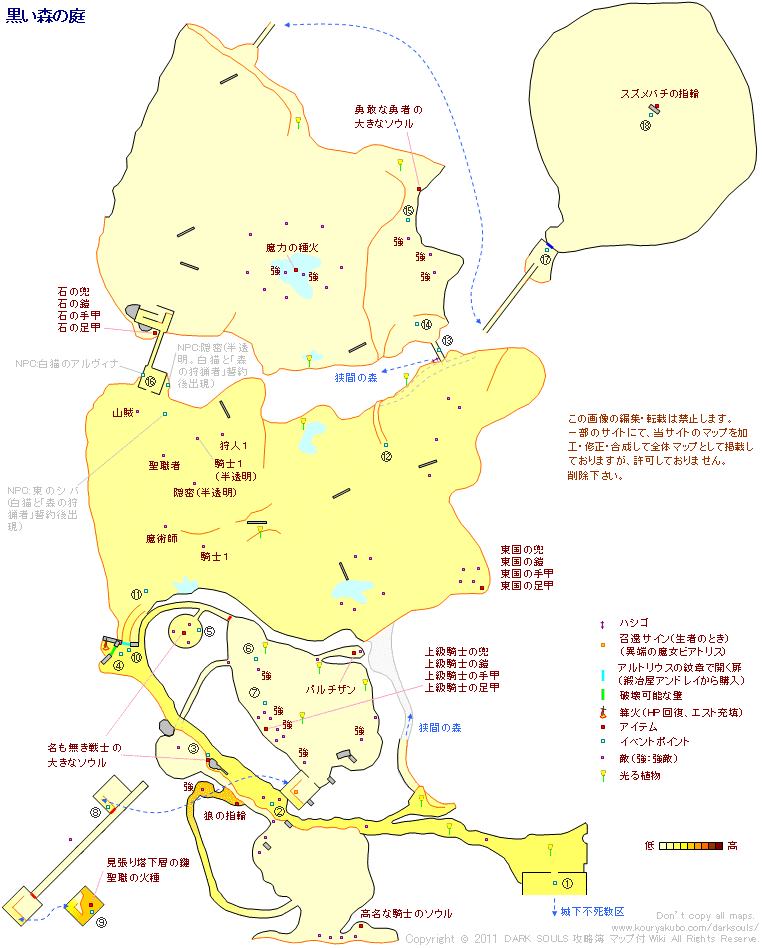 黒い森の庭
スズメバチの指輪
⑱
勇敢な勇者の
大きなソウル
⑮
強
強
強
⑰
魔力の種火
強
強
石の兜
石の鎧
石の手甲
石の足甲
⑭
⑬
狭間の森
NPC:隠密(半透
明。白猫と「森
の狩猟者」誓約
後出現)
NPC:白猫のアルヴィナ
⑯
山賊
狩人1
騎士1
(半透明)
聖職者
隠密(半透明)
⑫
この画像の編集・転載は禁止します。
一部のサイトにて、当サイトのマップを加
工・修正・合成して全体マップとして掲載し
ておりますが、許可しておりません。
削除下さい。
NPC:東のシバ
(白猫と「森の狩
猟者」誓約後出
現)
魔術師
騎士1
東国の兜
東国の鎧
東国の手甲
東国の足甲
⑪
⑤
⑥
④
⑩
上級騎士の兜
上級騎士の鎧
上級騎士の手甲
上級騎士の足甲
パルチザン
⑦
強
強
強
強
ハシゴ
召還サイン(生者のとき)
(異端の魔女ビアトリス)
アルトリウスの紋章で開く扉
(鍛冶屋アンドレイから購入)
破壊可能な壁
篝火(HP回復、エスト充填)
アイテム
イベントポイント
敵(強:強敵)
光る植物
狭間の森
名も無き戦士の
大きなソウル
③
強
狼の指輪
②
⑧
見張り塔下層の鍵
聖職の火種
⑨
低
高
①
城下不死教区
高名な騎士のソウル
Don't copy all maps.
www.kouryakubo.com/darksouls/
Copyright © 2011 DARK SOULS 攻略簿 マップ付 Wiki All Rights Reserve